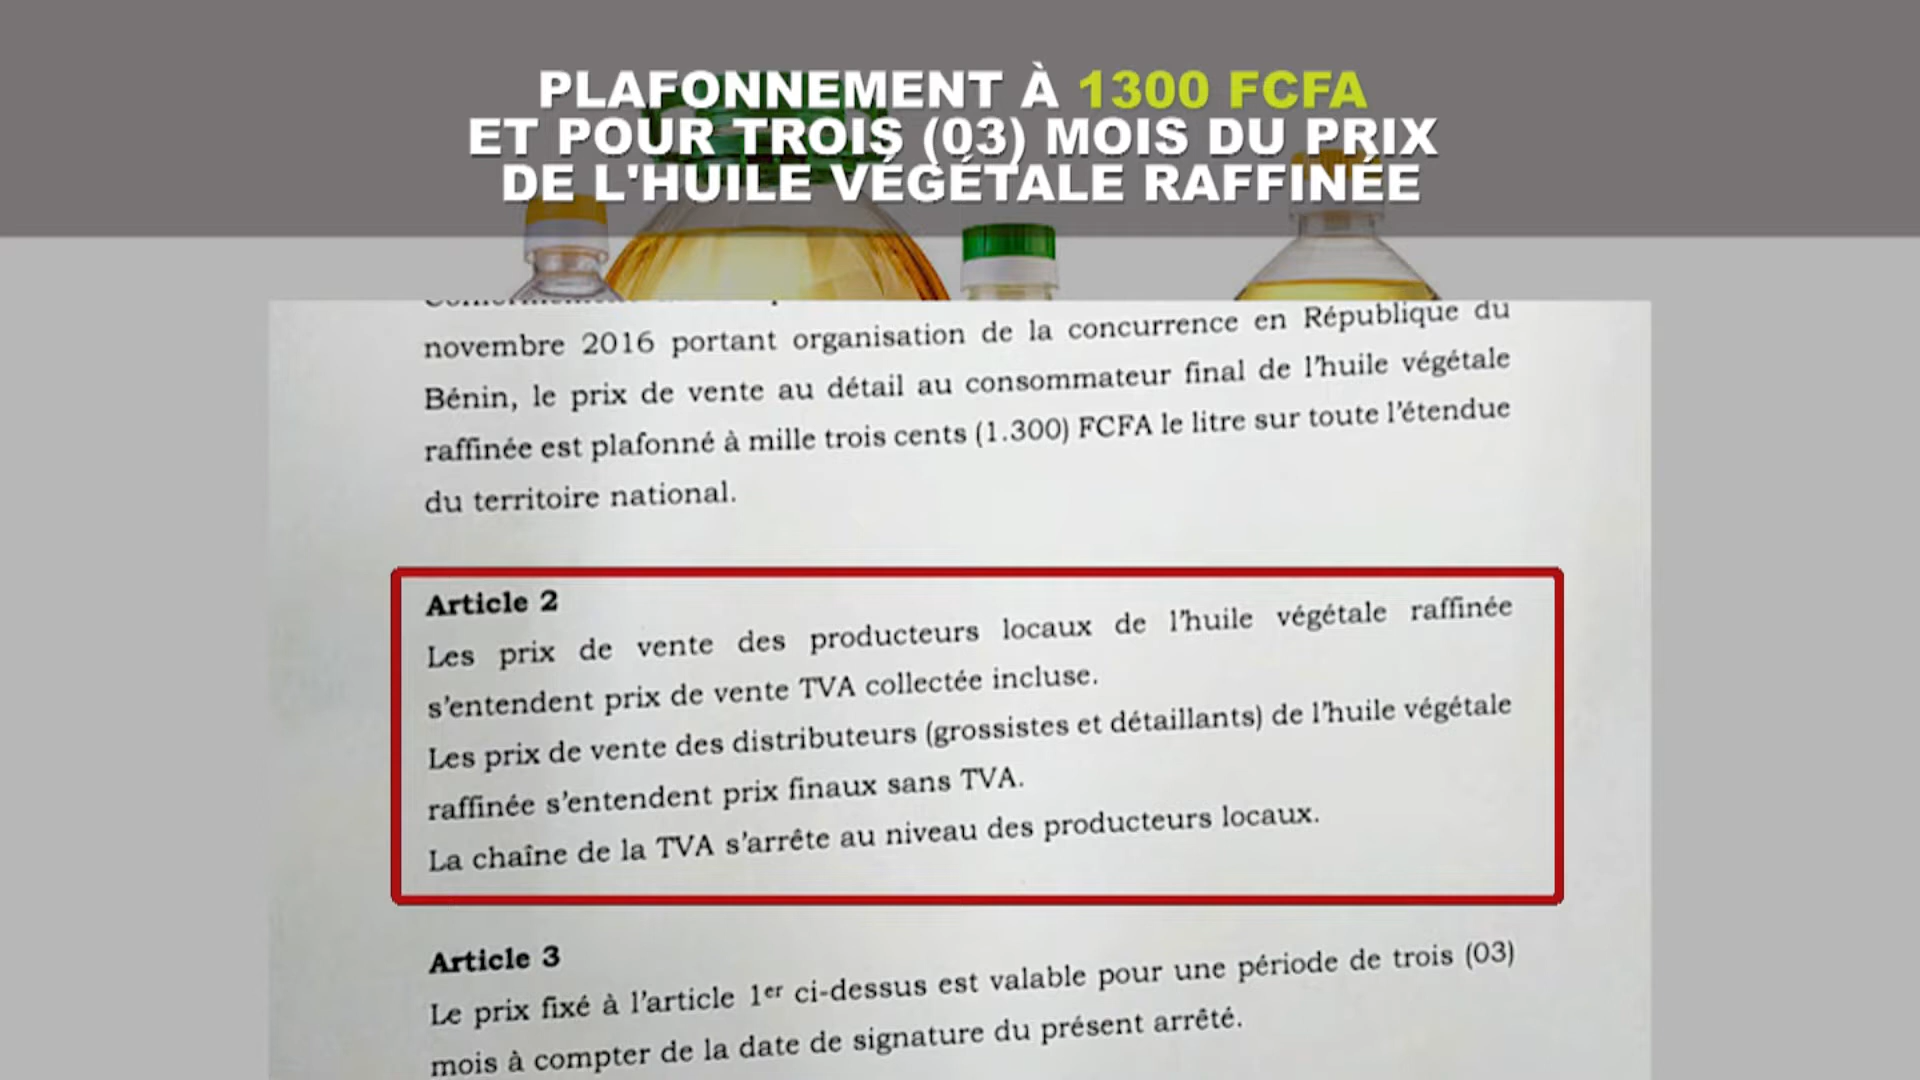 PLAFONNEMENT À 1300 FCFA
ET POUR TROIS (03) MOIS DU PRIX
DE L'HUILE VÉGÉTALE RAFFINÉE
novembre 2016 portant organisation de la concurrence en République du
Bénin, le prix de vente au détail au consommateur final de l'huile végétale
raffinée est plafonné à mille trois cents (1.300) FCFA le litre sur toute l'étendue
du territoire national.
Article 2
Les prix de vente des producteurs locaux de l'huile végétale raffinée
s'entendent prix de vente TVA collectée incluse.
Les prix de vente des distributeurs (grossistes et détaillants) de l'huile végétale
raffinée s'entendent prix finaux sans TVA.
La chaîne de la TVA s'arrête au niveau des producteurs locaux.
Article 3
Le prix fixé à l'article 1er ci-dessus est valable pour une période de trois (03)
mois à compter de la date de signature du présent arrêté.